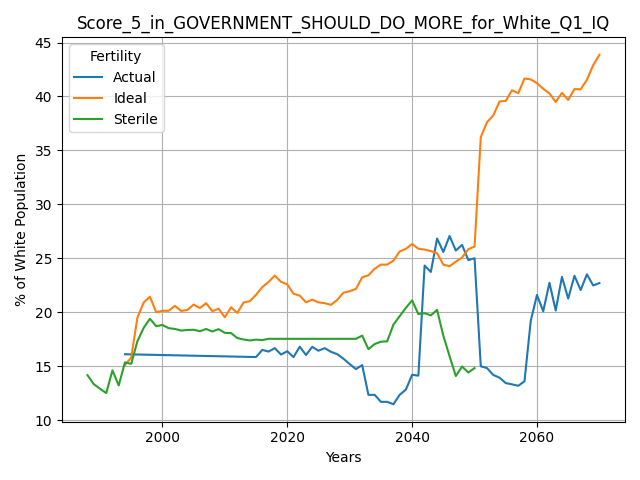 Score_5_in_GOVERNMENT_SHOULD_DO_MORE_for_White_Q1_IQ
45
40
35
30
25
20
15
10
% of White Population
Fertility
Actual
Ideal
Sterile
2000
2020
2040
2060
Years